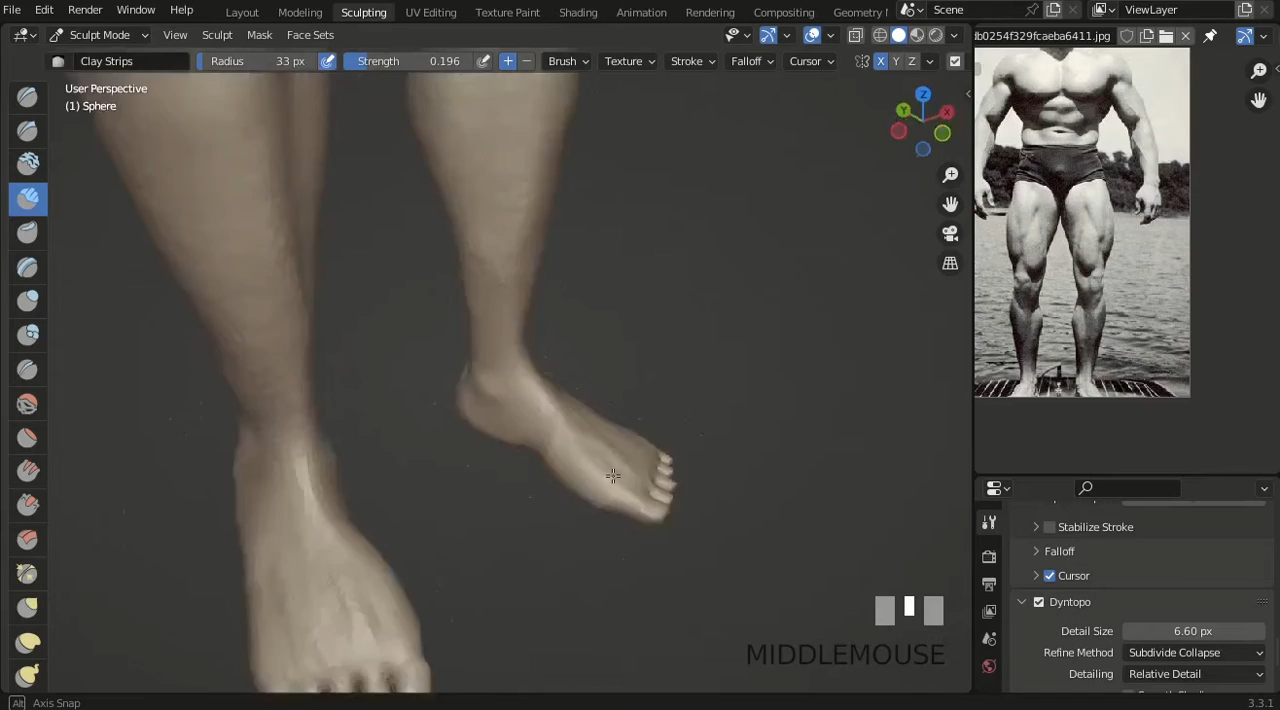 File Edit Render Window Help Layout Modeling Sculpting UV Editing Texture Paint Shading Animation Rendering Compositing Geometry N Scene ViewLayer
Sculpt Mode View Sculpt Mask Face Sets db0254f329fcaeba6411.jpg
Clay Strips Radius 33 px Strength 0.196 Brush Texture Stroke Falloff Cursor X Y Z
User Perspective
(1) Sphere
Z
Y X
Stabilize Stroke
Falloff
Cursor
Dyntopo
Detail Size 6.60 px
Refine Method Subdivide Collapse
Detailing Relative Detail
MIDDLEMOUSE
Alt Axis Snap 3.3.1